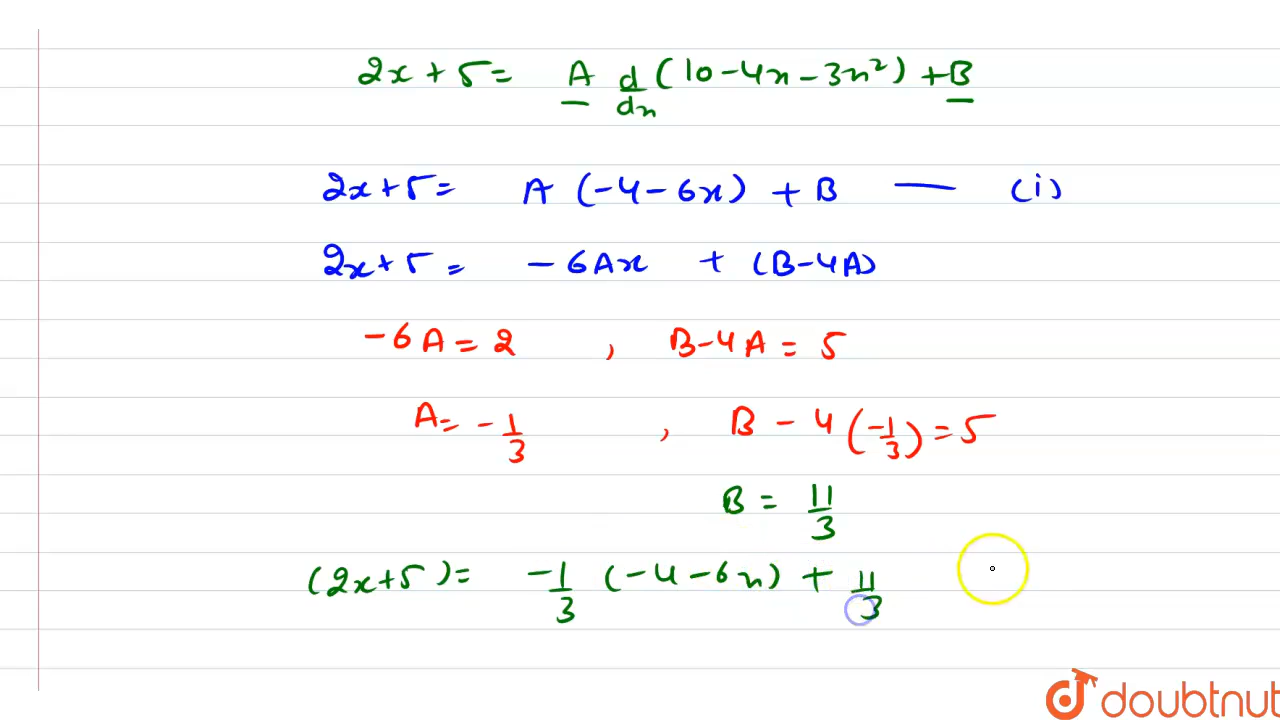 2x + 5 = A d/dx (10 - 4x - 3x²) + B
2x + 5 = A (-4 - 6x) + B — (i)
2x + 5 = - 6Ax + (B - 4A)
-6A = 2 , B - 4A = 5
A = - 1/3 , B - 4 (-1/3) = 5
B = 11/3
(2x + 5) = -1/3 (-4 - 6x) + 11/3
doubtnut